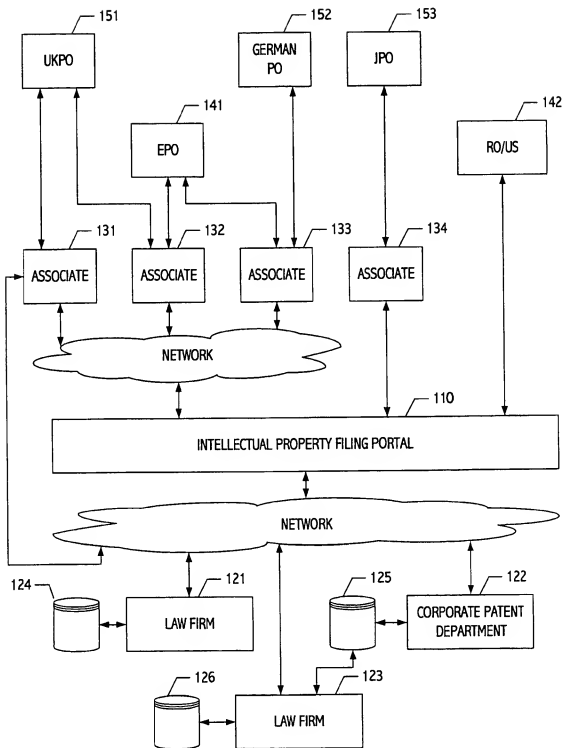 151
152
153
UKPO
GERMAN
PO
JPO
141
142
EPO
RO/US
131
132
133
134
ASSOCIATE
ASSOCIATE
ASSOCIATE
ASSOCIATE
NETWORK
110
INTELLECTUAL PROPERTY FILING PORTAL
NETWORK
124
121
125
122
LAW FIRM
CORPORATE PATENT
DEPARTMENT
126
123
LAW FIRM